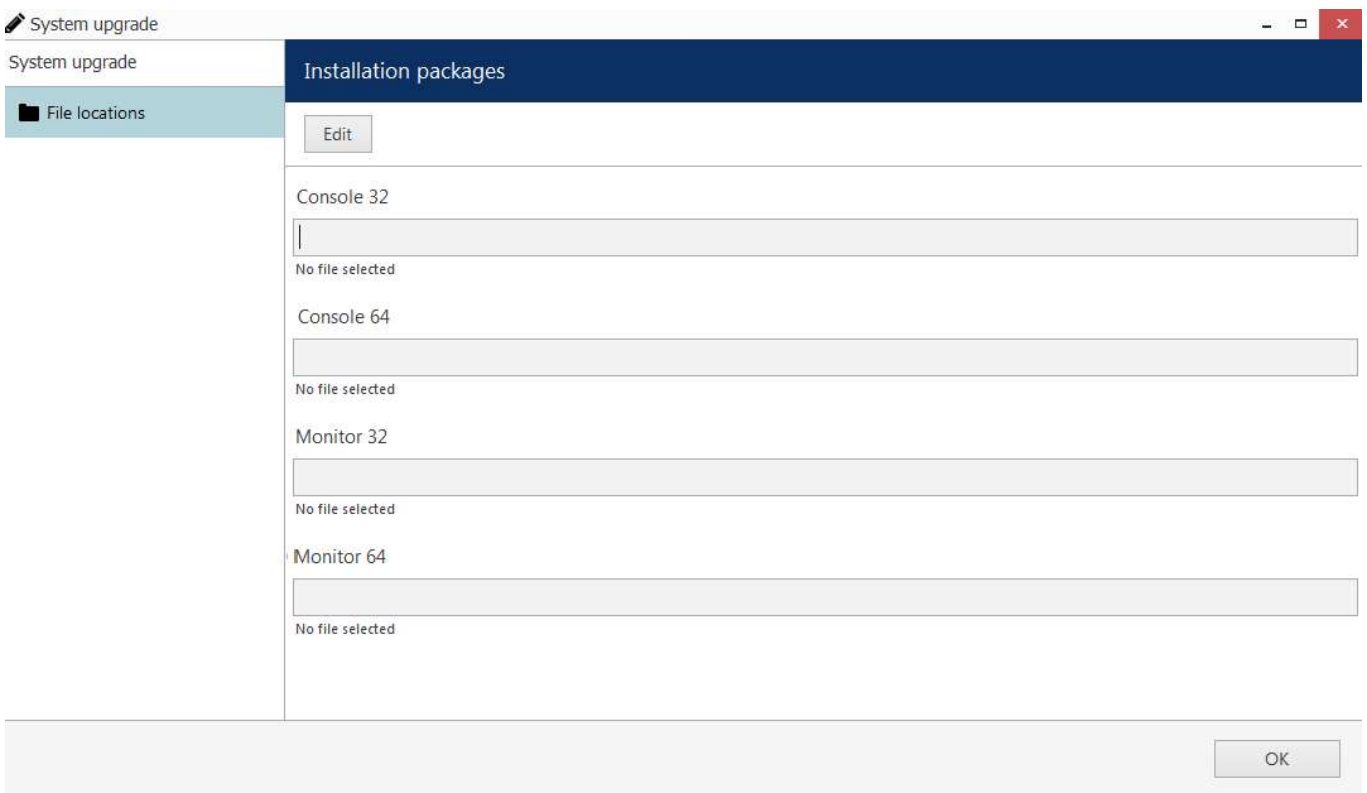 System upgrade
System upgrade
Installation packages
File locations
Edit
Console 32
No file selected
Console 64
No file selected
Monitor 32
No file selected
Monitor 64
No file selected
OK